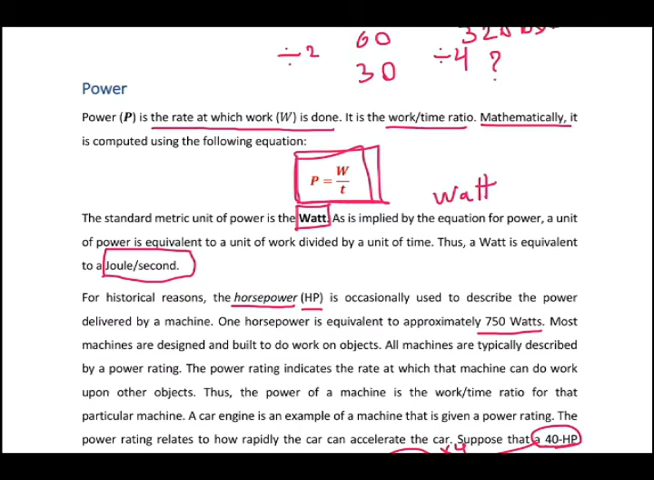 ÷2 60
30 ÷4 ?
Power
Power (P) is the rate at which work (W) is done. It is the work/time ratio. Mathematically, it
is computed using the following equation:
P = W/t
Watt
The standard metric unit of power is the Watt. As is implied by the equation for power, a unit
of power is equivalent to a unit of work divided by a unit of time. Thus, a Watt is equivalent
to a Joule/second.
For historical reasons, the horsepower (HP) is occasionally used to describe the power
delivered by a machine. One horsepower is equivalent to approximately 750 Watts. Most
machines are designed and built to do work on objects. All machines are typically described
by a power rating. The power rating indicates the rate at which that machine can do work
upon other objects. Thus, the power of a machine is the work/time ratio for that
particular machine. A car engine is an example of a machine that is given a power rating. The
power rating relates to how rapidly the car can accelerate the car. Suppose that a 40-HP
x4